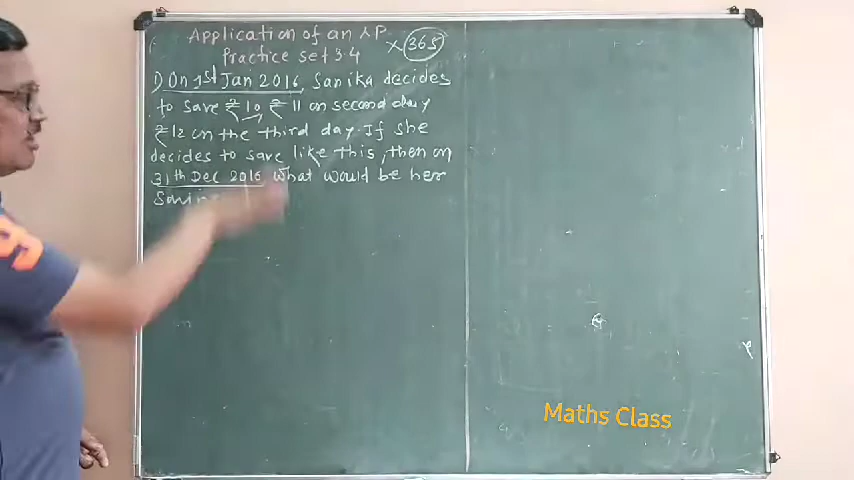 Application of an AP
Practice set 3.4 × 365
1) On 1st Jan 2016, Sanika decides
to save ₹ 10 ₹ 11 on second day
₹ 12 on the third day. If she
decides to save like this, then on
31th Dec 2016 What would be her
Maths Class